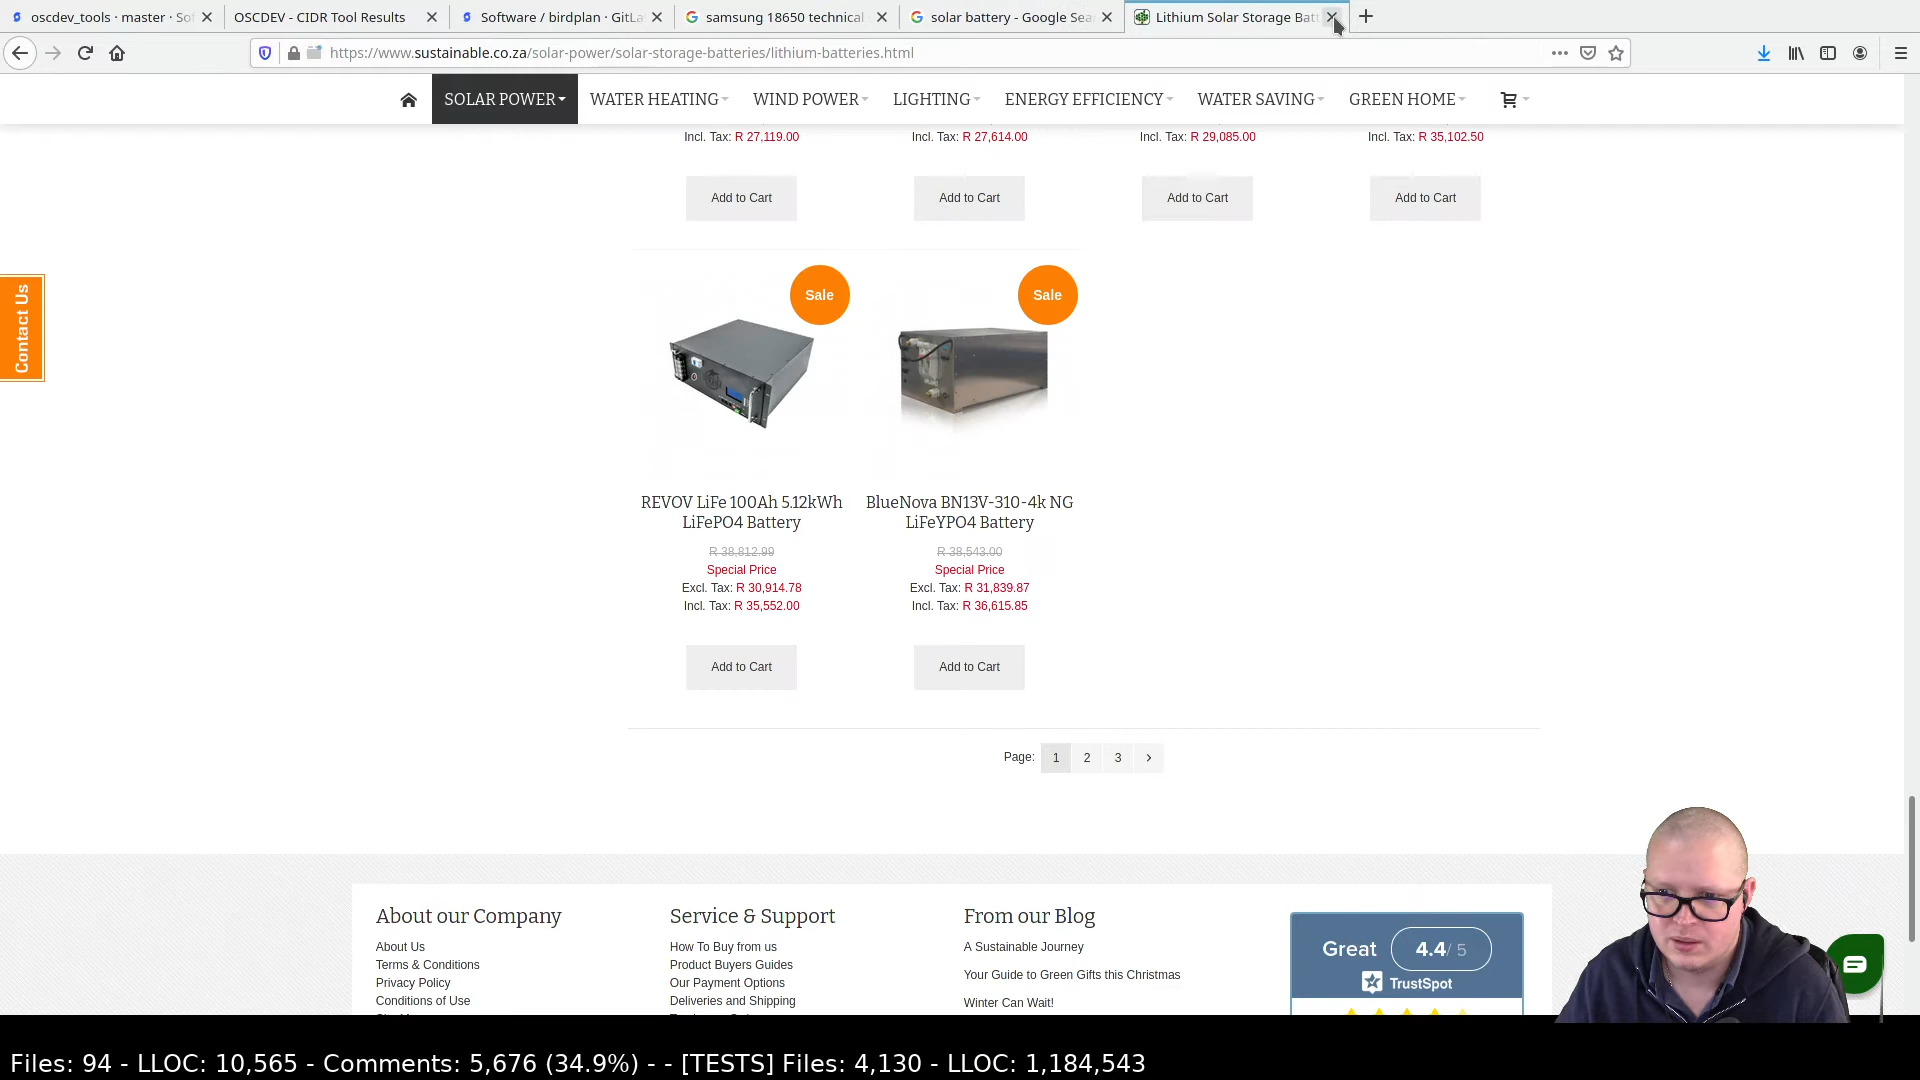 oscdev_tools · master · So
OSCDEV - CIDR Tool Results
Software / birdplan · GitLa
samsung 18650 technical
solar battery - Google Sea
Lithium Solar Storage Bat
https://www.sustainable.co.za/solar-power/solar-storage-batteries/lithium-batteries.html
SOLAR POWER
WATER HEATING
WIND POWER
LIGHTING
ENERGY EFFICIENCY
WATER SAVING
GREEN HOME
Incl. Tax: R 27,119.00
Incl. Tax: R 27,614.00
Incl. Tax: R 29,085.00
Incl. Tax: R 35,102.50
Add to Cart
Add to Cart
Add to Cart
Add to Cart
Contact Us
Sale
Sale
REVOV LiFe 100Ah 5.12kWh
LiFePO4 Battery
R 38,812.99
Special Price
Excl. Tax: R 30,914.78
Incl. Tax: R 35,552.00
Add to Cart
BlueNova BN13V-310-4k NG
LiFeYPO4 Battery
R 38,543.00
Special Price
Excl. Tax: R 31,839.87
Incl. Tax: R 36,615.85
Add to Cart
Page: 1 2 3 >
About our Company
About Us
Terms & Conditions
Privacy Policy
Conditions of Use
Service & Support
How To Buy from us
Product Buyers Guides
Our Payment Options
Deliveries and Shipping
From our Blog
A Sustainable Journey
Your Guide to Green Gifts this Christmas
Winter Can Wait!
Great 4.4 / 5
TrustSpot
Files: 94 - LLOC: 10,565 - Comments: 5,676 (34.9%) - - [TESTS] Files: 4,130 - LLOC: 1,184,543